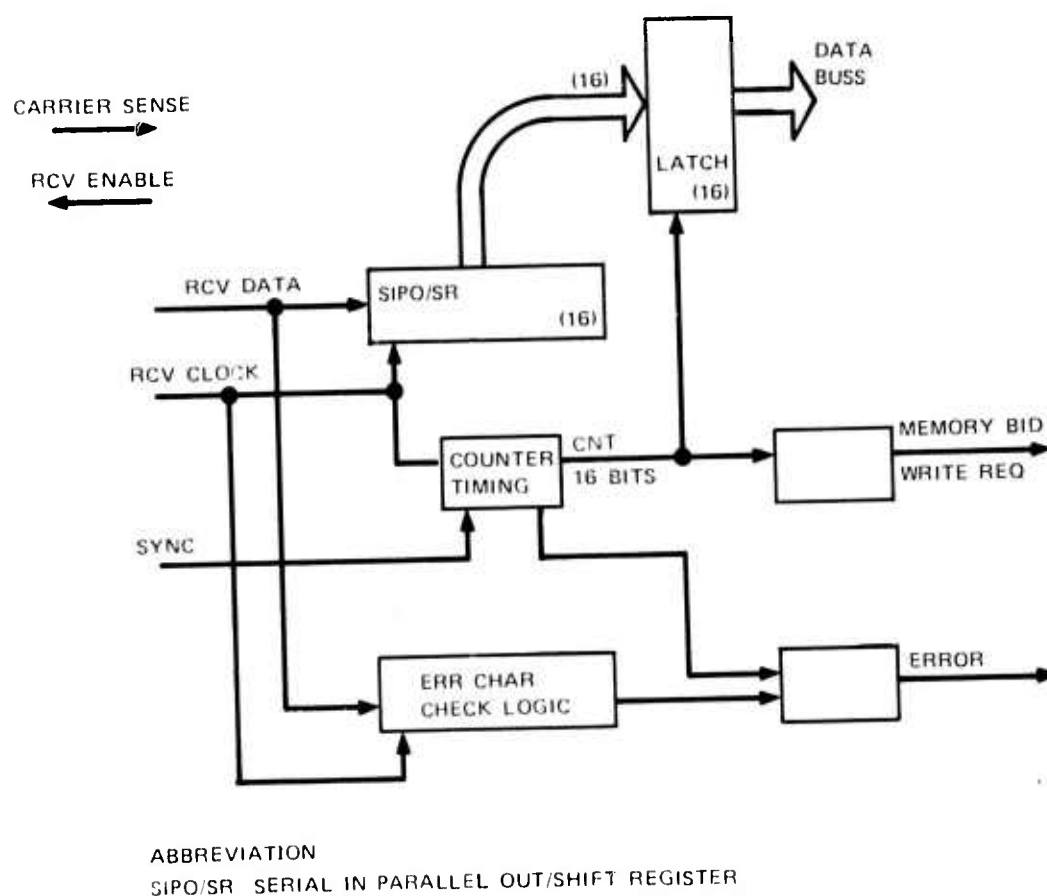 DATA
BUSS
(16)
CARRIER SENSE
LATCH
(16)
RCV ENABLE
RCV DATA
SIPO/SR
(16)
RCV CLOCK
COUNTER
TIMING
CNT
16 BITS
MEMORY BID
WRITE REQ
SYNC
ERR CHAR
CHECK LOGIC
ERROR
ABBREVIATION
SIPO/SR SERIAL IN PARALLEL OUT/SHIFT REGISTER